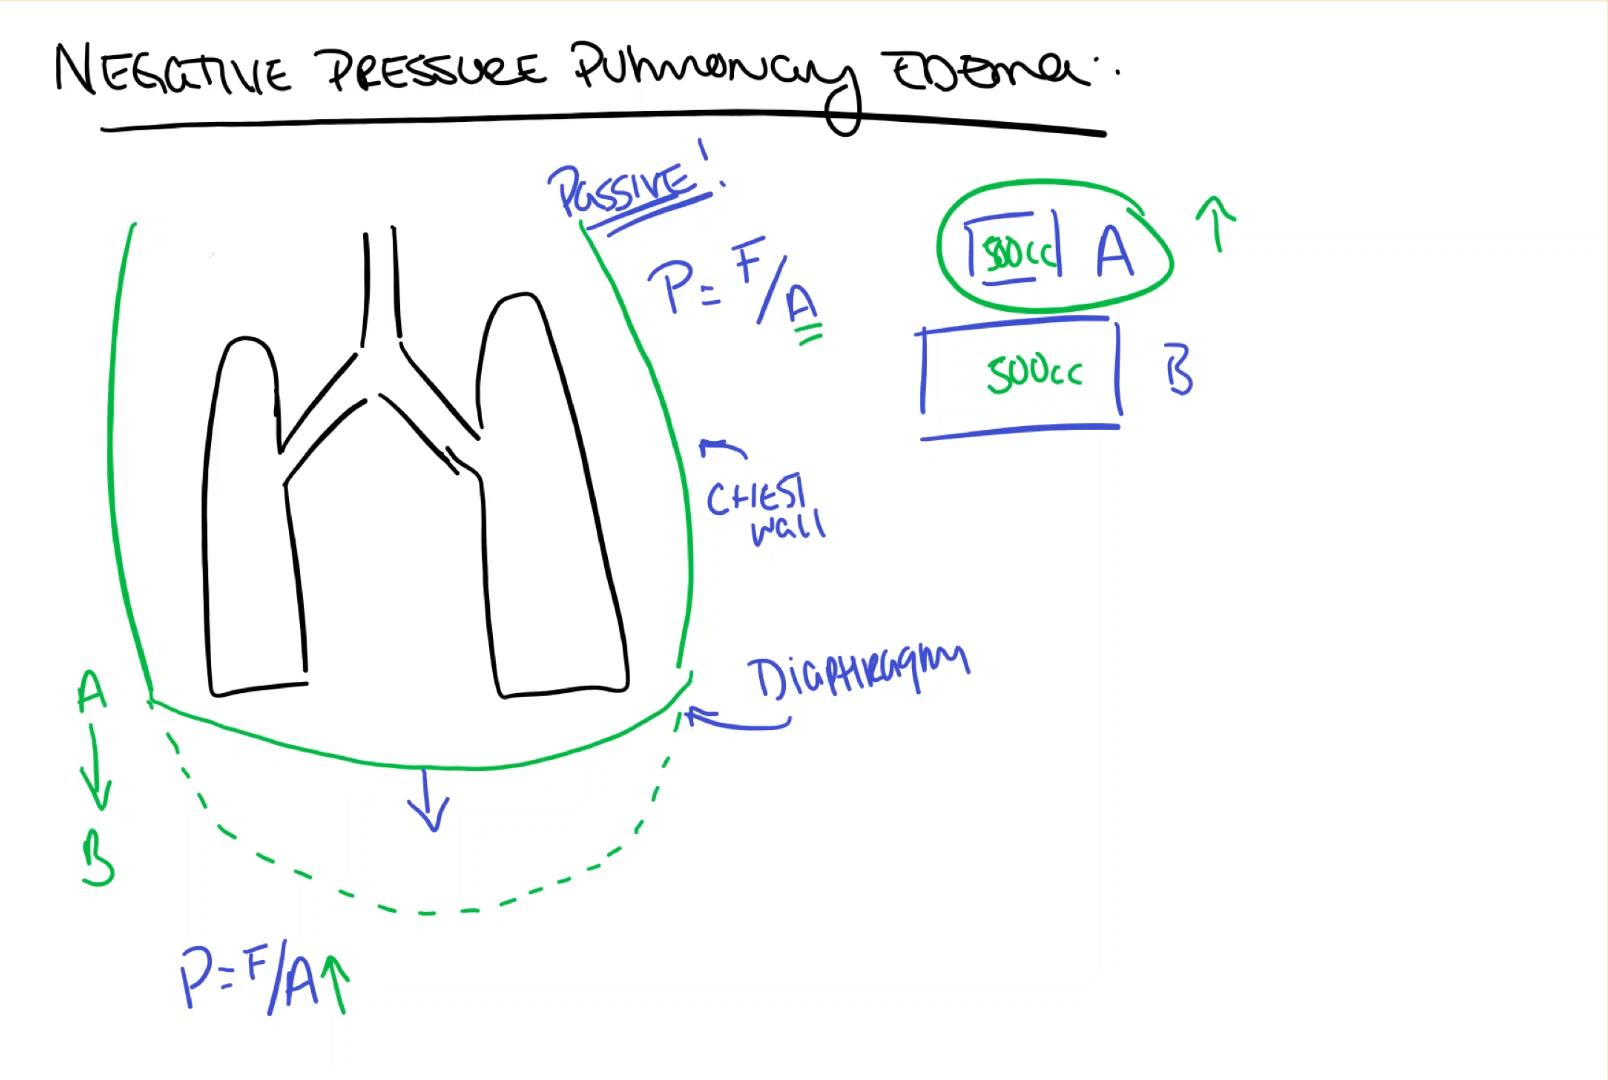 NEGATIVE PRESSURE PULMONARY EDEMA.
PASSIVE!
P = F/A
500cc A ↑
500cc B
CHEST
WALL
DIAPHRAGM
A
↓
B
P = F/A↑